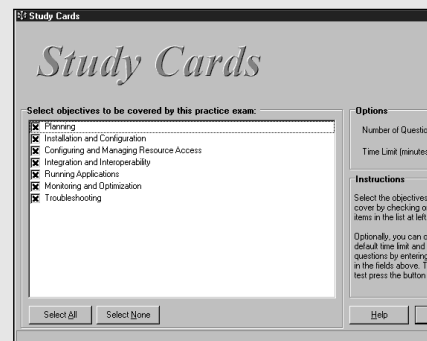 Study Cards
Study Cards
Select objectives to be covered by this practice exam:
Planning
Installation and Configuration
Configuring and Managing Resource Access
Integration and Interoperability
Running Applications
Monitoring and Optimization
Troubleshooting
Select All
Select None
Options
Number of
Time Limit (minutes
Instructions
Select the objectives
cover by checking
items in the list at left
Optionally, you can
default time limit and
questions by entering
in the fields above.
test press the button
Help